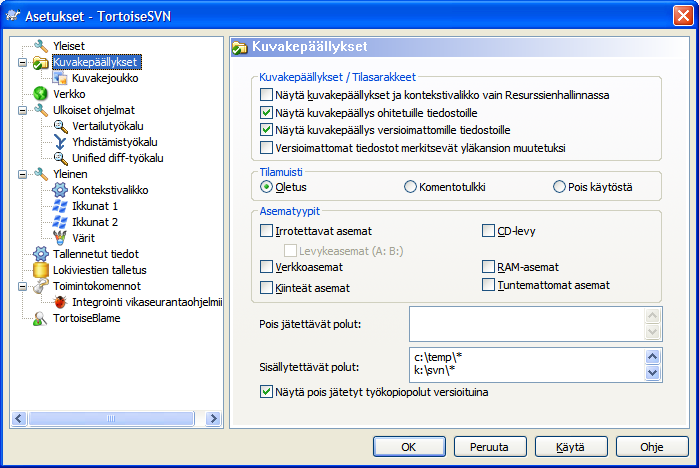 Asetukset - TortoiseSVN
Yleiset
Kuvakepäällykset
Kuvakejoukko
Verkko
Ulkoiset ohjelmat
Vertailutyökalu
Yhdistämistyökalu
Unified diff-työkalu
Yleinen
Kontekstivalikko
Ikkunat 1
Ikkunat 2
Värit
Tallennetut tiedot
Lokiviestien talletus
Toimintokomennot
Integrointi vikaseurantaohjelmii
TortoiseBlame
Kuvakepäällykset
Kuvakepäällykset / Tilasarakkeet
Näytä kuvakepäällykset ja kontekstivalikko vain Resurssienhallinnassa
Näytä kuvakepäällys ohitetuille tiedostoille
Näytä kuvakepäällys versioimattomille tiedostoille
Versioimattomat tiedostot merkitsevät yläkansion muutetuksi
Tilamuisti
Oletus Komentotulkki Pois käytöstä
Asematyypit
Irrotettavat asemat CD-levy
Levykeasemat (A: B:)
Verkkoasemat RAM-asemat
Kiinteät asemat Tuntemattomat asemat
Pois jätettävät polut:
Sisällytettävät polut:
c:\temp\*
k:\svn\*
Näytä pois jätetyt työkopiopolut versioituina
OK Peruuta Käytä Ohje